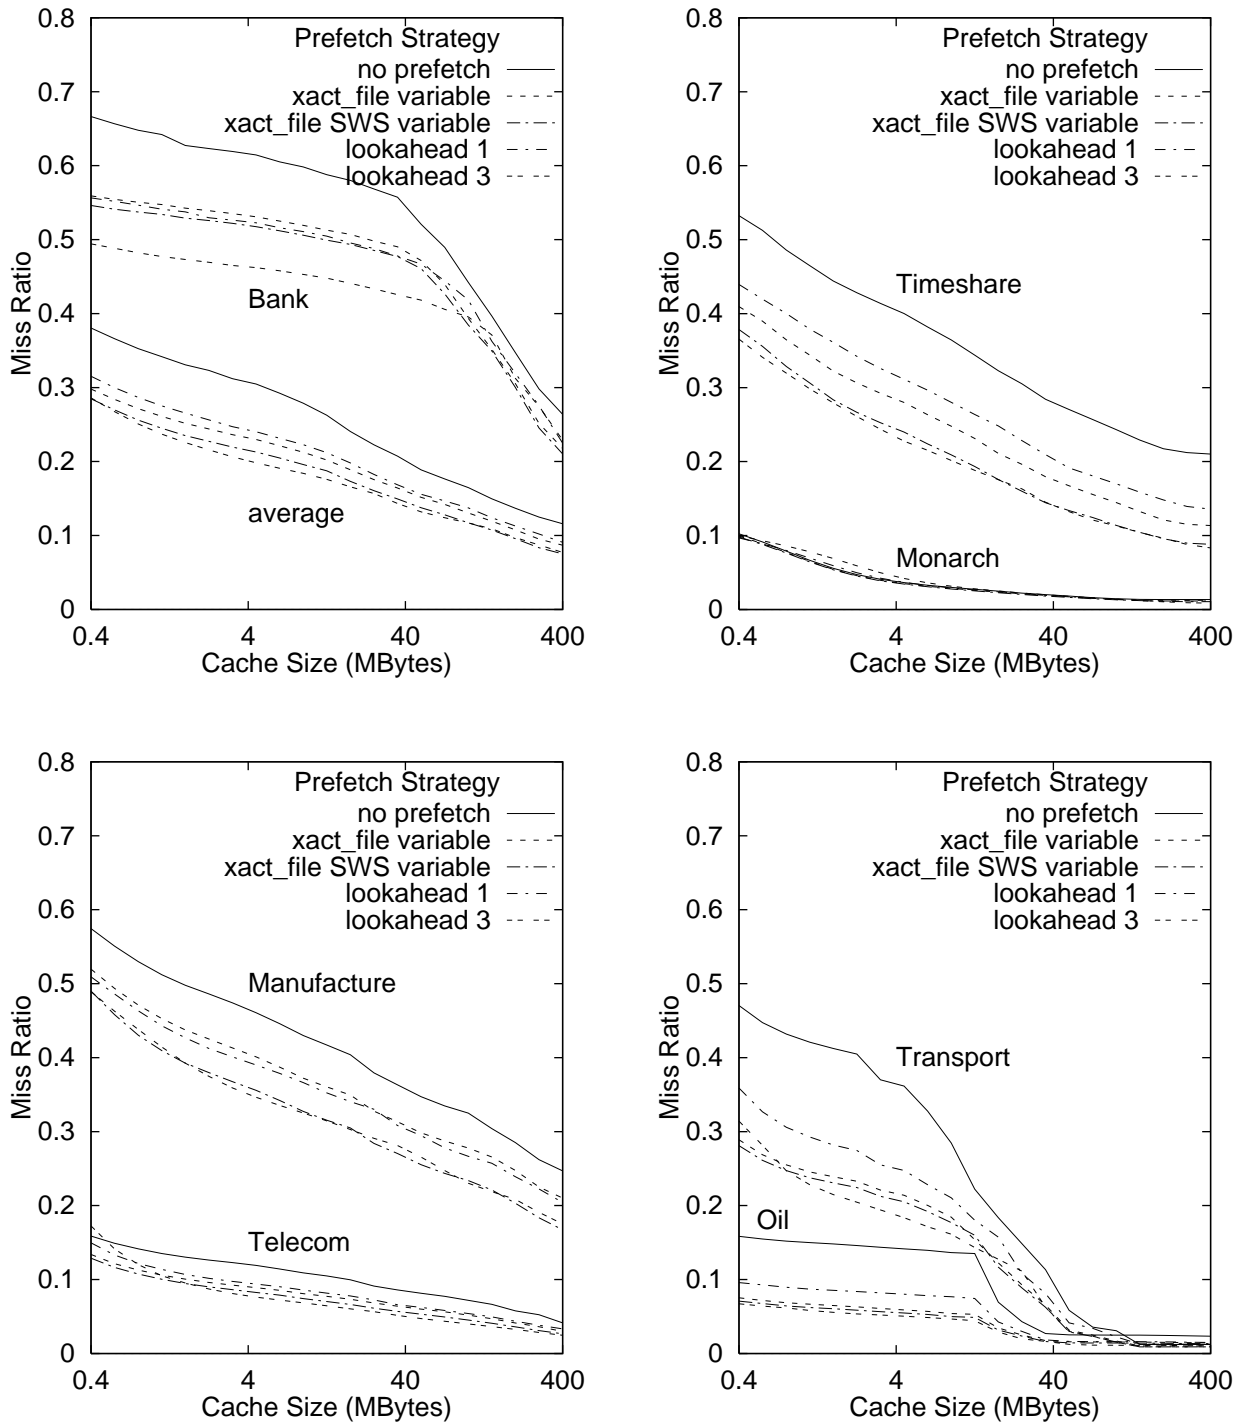 0.8
0.7
0.6
0.5
0.4
0.3
0.2
0.1
0
Miss Ratio
Prefetch Strategy
no prefetch
xact_file variable
xact_file SWS variable
lookahead 1
lookahead 3
Bank
average
0.4 4 40 400
Cache Size (MBytes)
0.8
0.7
0.6
0.5
0.4
0.3
0.2
0.1
0
Miss Ratio
Prefetch Strategy
no prefetch
xact_file variable
xact_file SWS variable
lookahead 1
lookahead 3
Timeshare
Monarch
0.4 4 40 400
Cache Size (MBytes)
0.8
0.7
0.6
0.5
0.4
0.3
0.2
0.1
0
Miss Ratio
Prefetch Strategy
no prefetch
xact_file variable
xact_file SWS variable
lookahead 1
lookahead 3
Manufacture
Telecom
0.4 4 40 400
Cache Size (MBytes)
0.8
0.7
0.6
0.5
0.4
0.3
0.2
0.1
0
Miss Ratio
Prefetch Strategy
no prefetch
xact_file variable
xact_file SWS variable
lookahead 1
lookahead 3
Transport
Oil
0.4 4 40 400
Cache Size (MBytes)